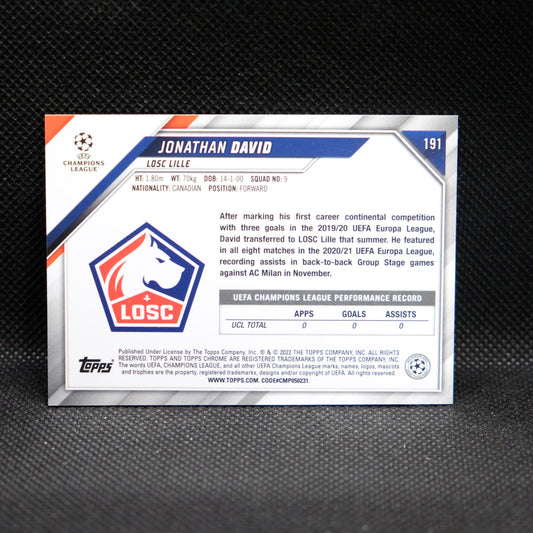 JONATHAN DAVID
191
CHAMPIONS
LEAGUE
LOSC LILLE
HT: 1.80m WT: 70kg DOB: 14-1-00 SQUAD NO: 9
NATIONALITY: CANADIAN POSITION: FORWARD
After marking his first career continental competition
with three goals in the 2019/20 UEFA Europa League,
David transferred to LOSC Lille that summer. He featured
in all eight matches in the 2020/21 UEFA Europa League,
recording assists in back-to-back Group Stage games
against AC Milan in November.
LOSC
UEFA CHAMPIONS LEAGUE PERFORMANCE RECORD
APPS GOALS ASSISTS
UCL TOTAL 0 0 0
Topps
Published Under License by The Topps Company, Inc. ® & © 2022 THE TOPPS COMPANY, INC. ALL RIGHTS
RESERVED. TOPPS AND TOPPS CHROME ARE REGISTERED TRADEMARKS OF THE TOPPS COMPANY, INC.
The words UEFA, CHAMPIONS LEAGUE, and all other UEFA Champions League marks, names, logos, mascots
and trophies are the property, registered trademarks, designs and/or copyright of UEFA. All rights reserved.
WWW.TOPPS.COM. CODE#CMP050231.